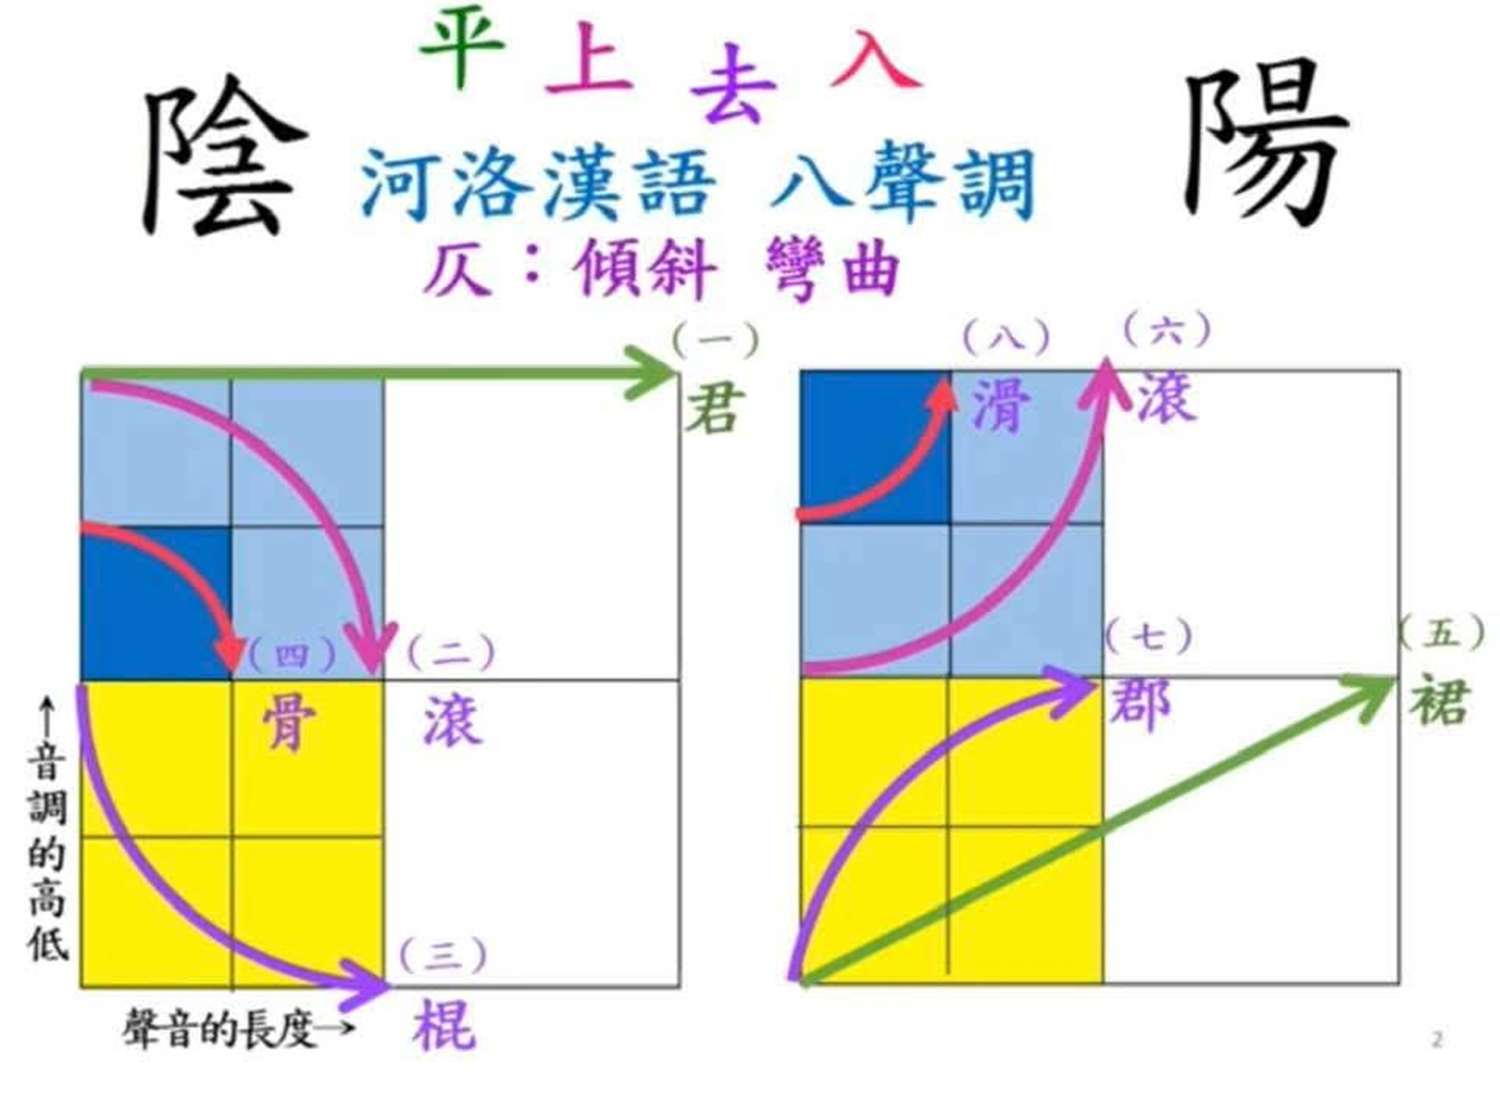 平上去入
陰
陽
河洛漢語 八聲調
仄：傾斜 彎曲
（一）
君
（四）
骨
（二）
滾
（三）
棍
↑音調的高低
聲音的長度→
（八）
滑
（六）
滾
（七）
郡
（五）
裙
2